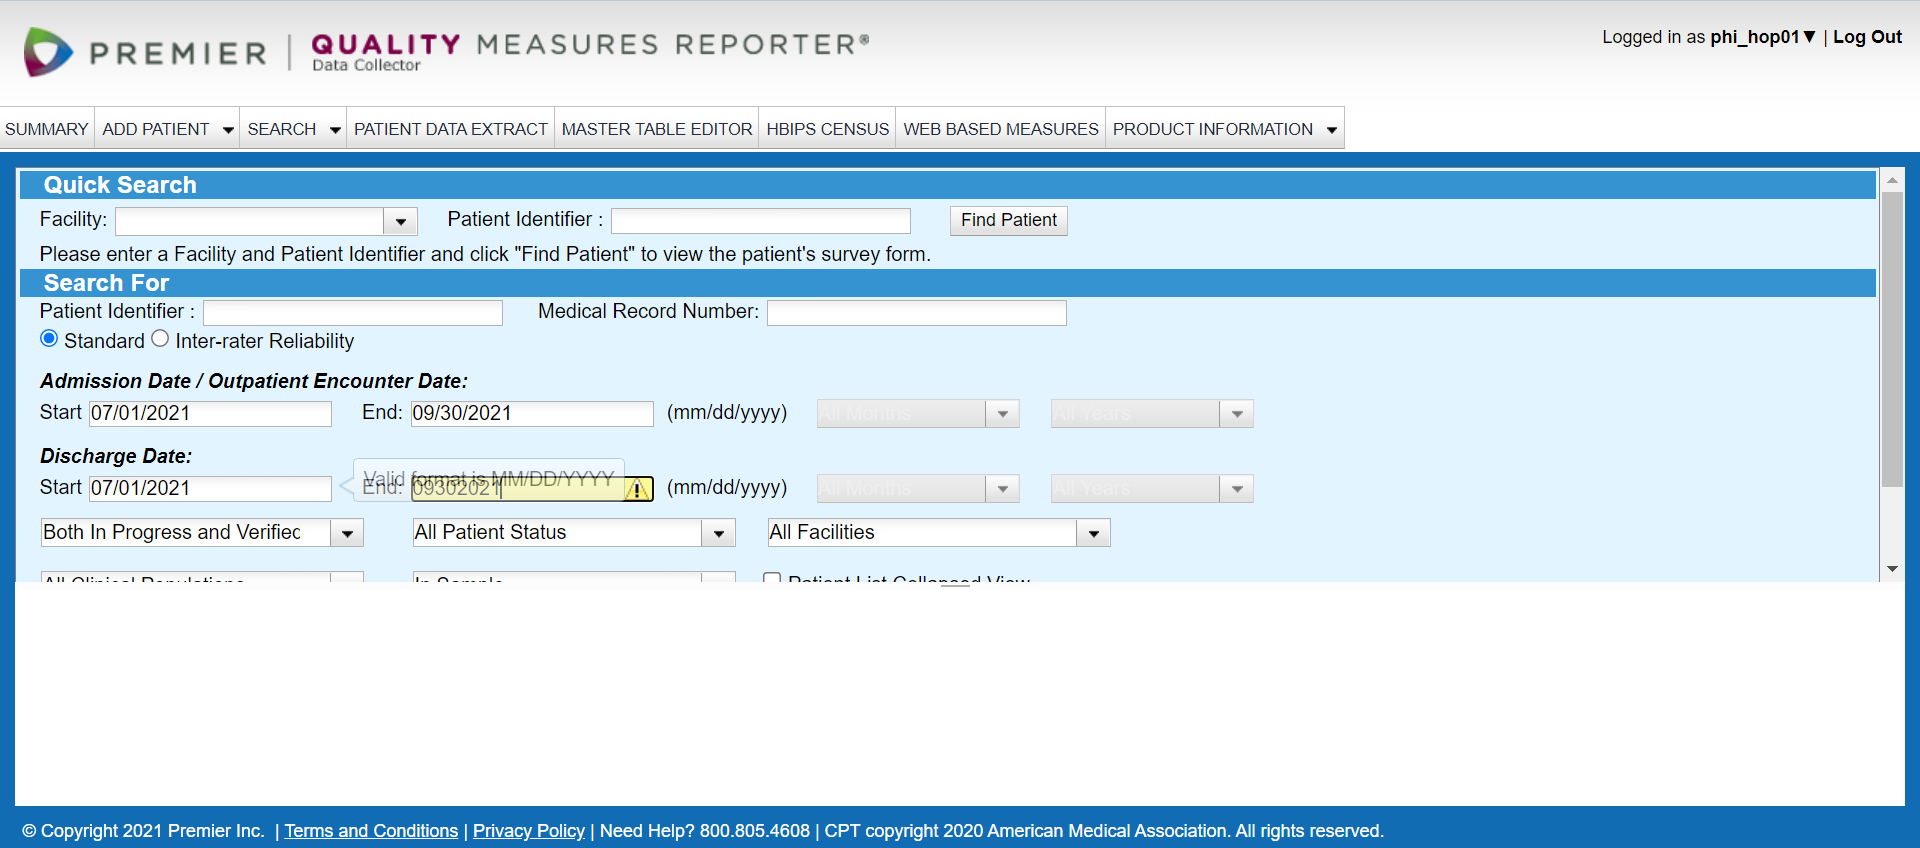 PREMIER | QUALITY MEASURES REPORTER®
Data Collector
Logged in as phi_hop01▼ | Log Out
SUMMARY ADD PATIENT SEARCH PATIENT DATA EXTRACT MASTER TABLE EDITOR HBIPS CENSUS WEB BASED MEASURES PRODUCT INFORMATION
Quick Search
Facility: Patient Identifier : Find Patient
Please enter a Facility and Patient Identifier and click "Find Patient" to view the patient's survey form.
Search For
Patient Identifier : Medical Record Number:
Standard Inter-rater Reliability
Admission Date / Outpatient Encounter Date:
Start 07/01/2021 End: 09/30/2021 (mm/dd/yyyy) All Months All Years
Discharge Date:
Valid format is MM/DD/YYYY
Start 07/01/2021 End: 09302021 (mm/dd/yyyy) All Months All Years
Both In Progress and Verified All Patient Status All Facilities
All Clinical Populations In Sample Patient List Collapsed View
© Copyright 2021 Premier Inc. | Terms and Conditions | Privacy Policy | Need Help? 800.805.4608 | CPT copyright 2020 American Medical Association. All rights reserved.